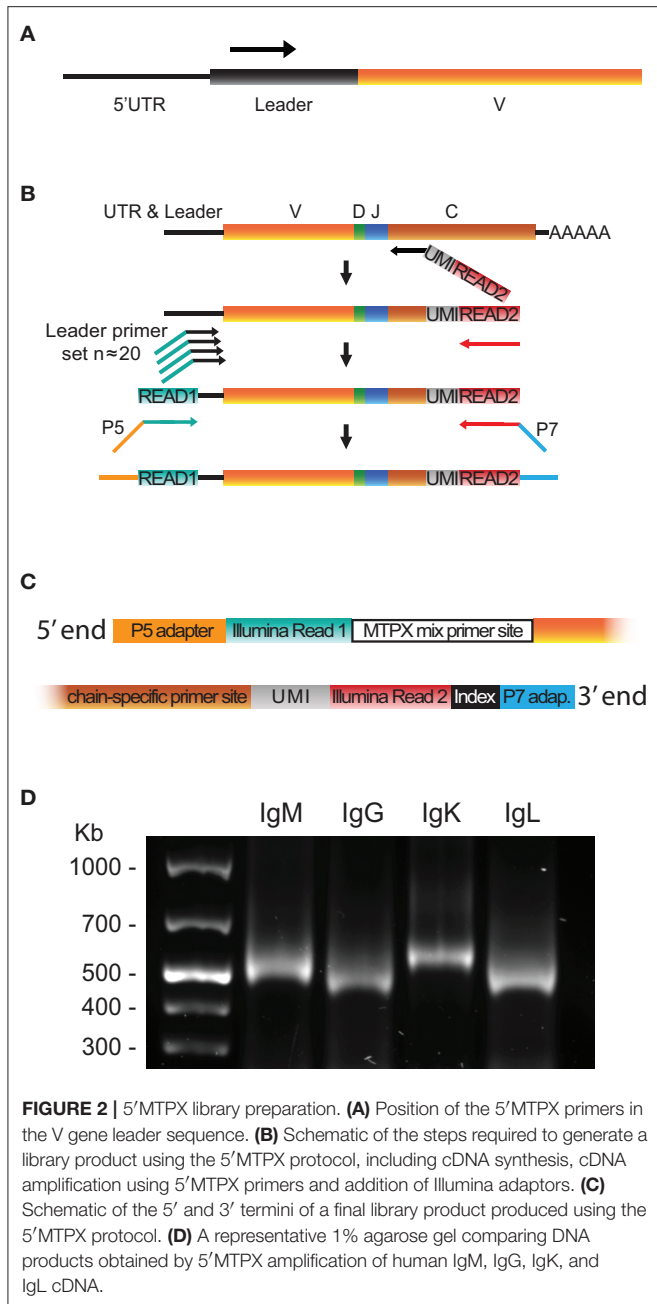 A
5'UTR Leader V
B
UTR & Leader V D J C
AAAAA
UMI READ2
UMI READ2
Leader primer
set n≈20
READ1 UMI READ2
P5 P7
READ1 UMI READ2
C
5' end P5 adapter Illumina Read 1 MTPX mix primer site
chain-specific primer site UMI Illumina Read 2 Index P7 adap. 3' end
D
IgM IgG IgK IgL
Kb
1000 -
700 -
500 -
400 -
300 -
FIGURE 2 | 5′MTPX library preparation. (A) Position of the 5′MTPX primers in
the V gene leader sequence. (B) Schematic of the steps required to generate a
library product using the 5′MTPX protocol, including cDNA synthesis, cDNA
amplification using 5′MTPX primers and addition of Illumina adaptors. (C)
Schematic of the 5′ and 3′ termini of a final library product produced using the
5′MTPX protocol. (D) A representative 1% agarose gel comparing DNA
products obtained by 5′MTPX amplification of human IgM, IgG, IgK, and
IgL cDNA.